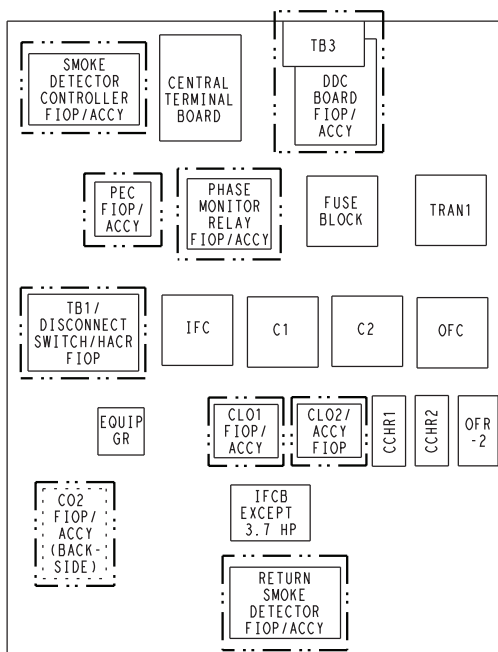 SMOKE
DETECTOR
CONTROLLER
FIOP/ACCY
CENTRAL
TERMINAL
BOARD
TB3
DDC
BOARD
FIOP/
ACCY
PEC
FIOP/
ACCY
PHASE
MONITOR
RELAY
FIOP/ACCY
FUSE
BLOCK
TRAN1
TB1/
DISCONNECT
SWITCH/HACR
FIOP
IFC
C1
C2
OFC
EQUIP
GR
CLO1
FIOP/
ACCY
CLO2/
ACCY
FIOP
CCHR1
CCHR2
OFR
-2
CO2
FIOP/
ACCY
(BACK-
SIDE)
IFCB
EXCEPT
3.7 HP
RETURN
SMOKE
DETECTOR
FIOP/ACCY